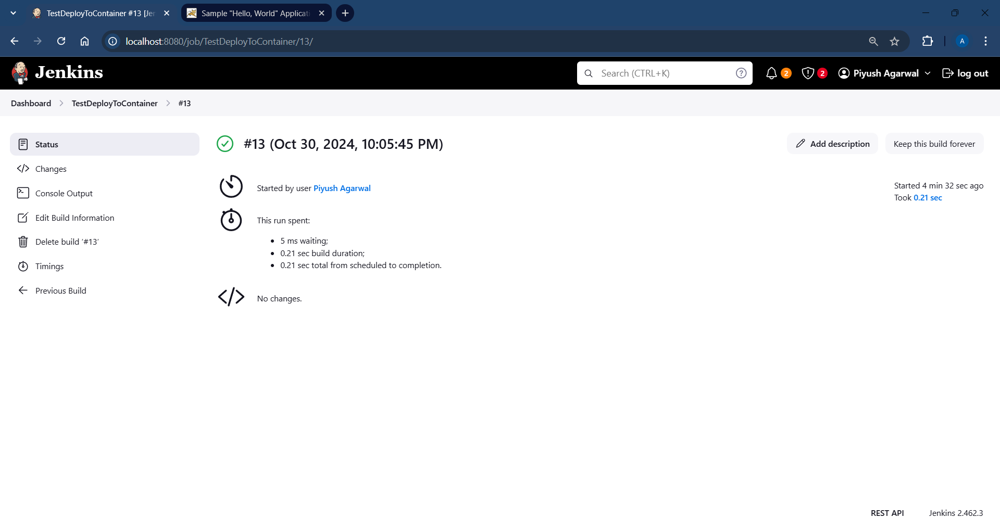 TestDeployToContainer #13 [Jen
Sample "Hello, World" Applicati
localhost:8080/job/TestDeployToContainer/13/
A
Jenkins
Search (CTRL+K)
2
2
Piyush Agarwal
log out
Dashboard
TestDeployToContainer
#13
Status
Changes
Console Output
Edit Build Information
Delete build ‘#13’
Timings
Previous Build
#13 (Oct 30, 2024, 10:05:45 PM)
Add description
Keep this build forever
Started by user Piyush Agarwal
Started 4 min 32 sec ago
Took 0.21 sec
This run spent:
5 ms waiting;
0.21 sec build duration;
0.21 sec total from scheduled to completion.
No changes.
REST API
Jenkins 2.462.3